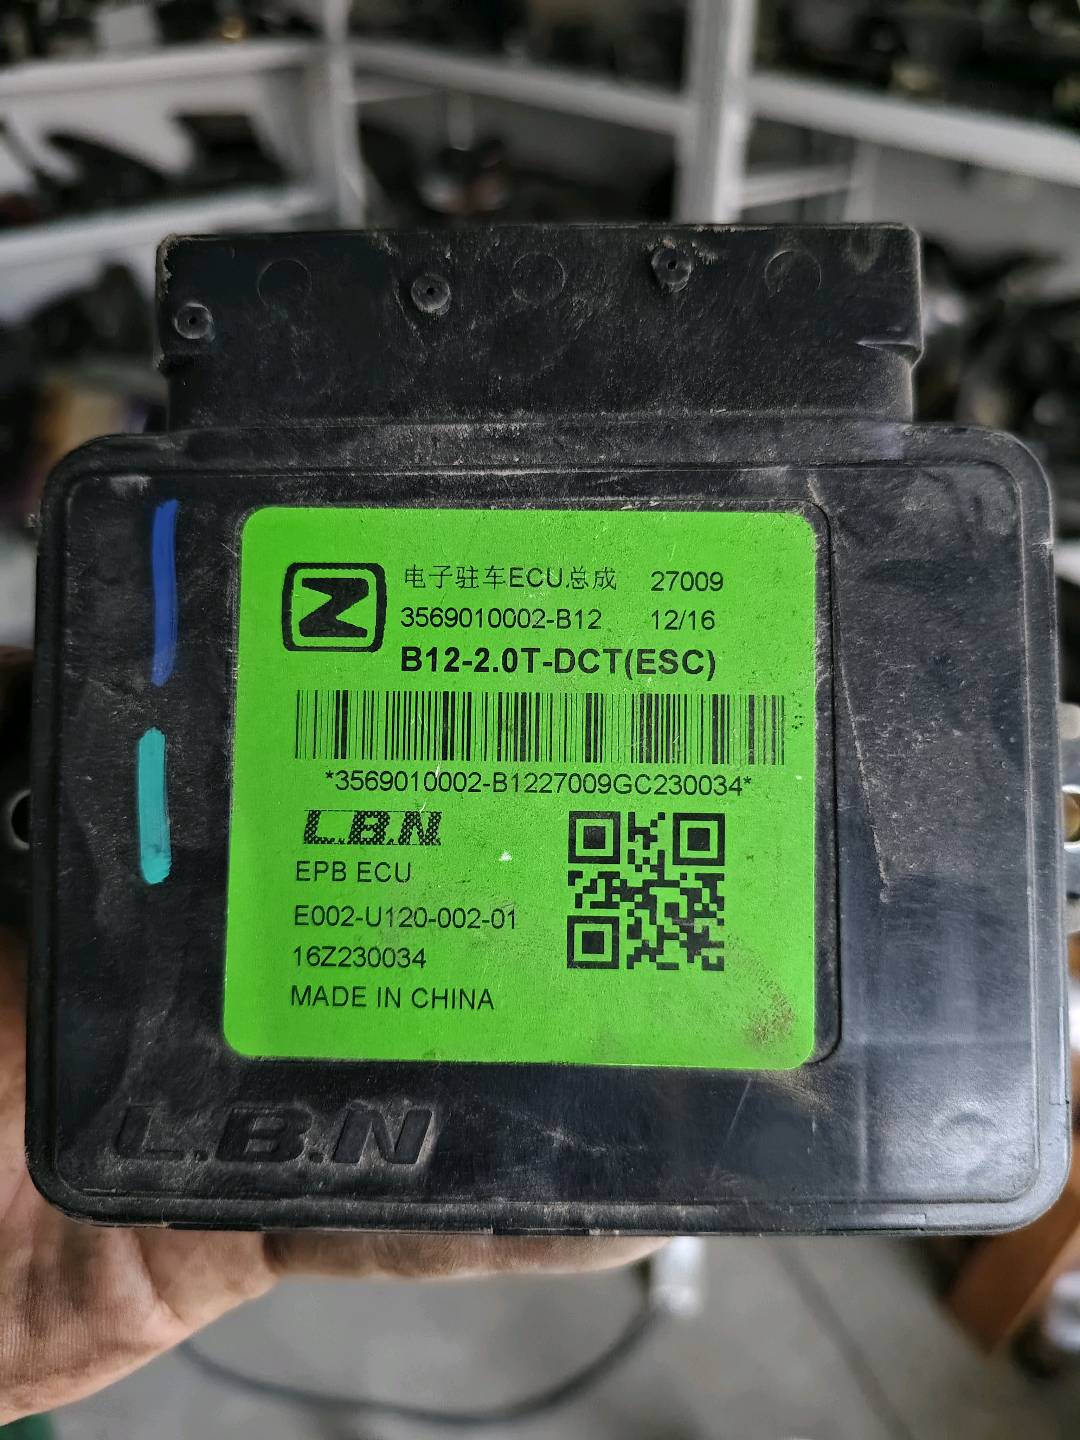 电子驻车ECU总成 27009
3569010002-B12 12/16
B12-2.0T-DCT(ESC)
*3569010002-B1227009GC230034*
L.B.N
EPB ECU
E002-U120-002-01
16Z230034
MADE IN CHINA
L.B.N